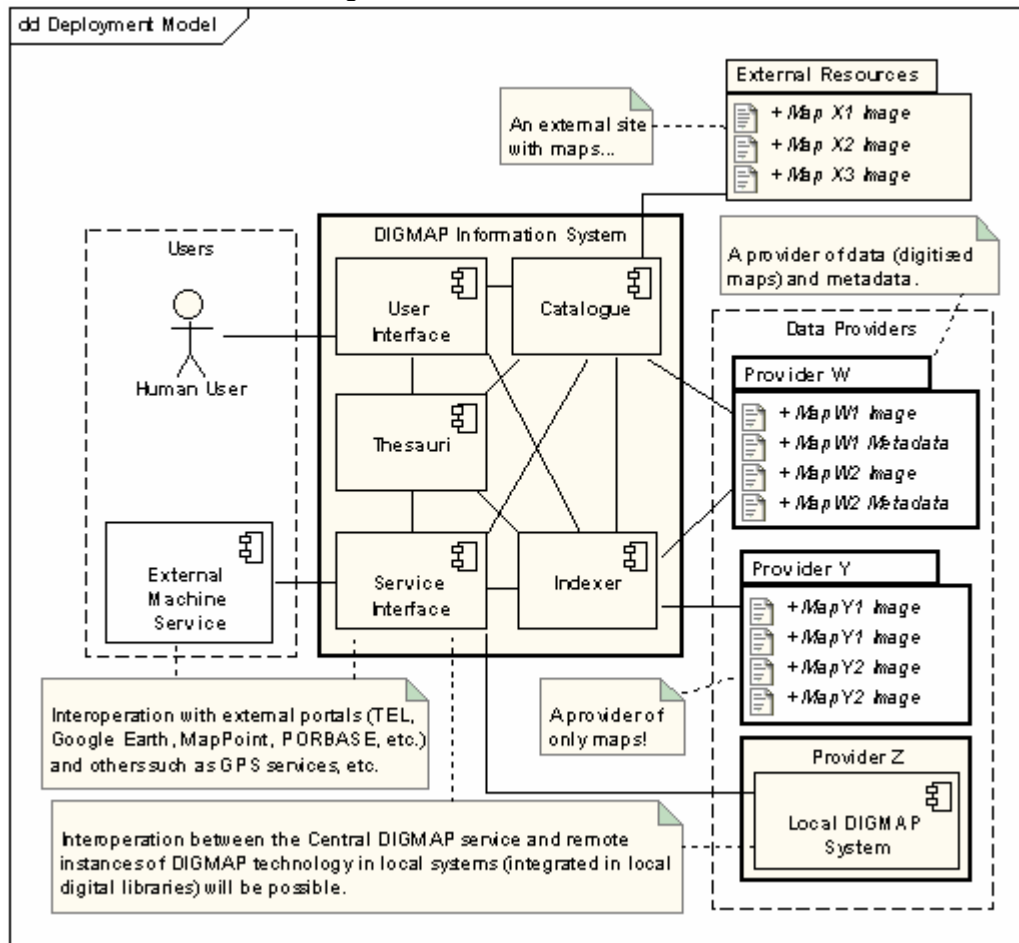 dd Deployment Model
External Resources
+ Map X1 Image
+ Map X2 Image
+ Map X3 Image
An external site
with maps...
A provider of data (digitised
maps) and metadata.
Users
Human User
External
Machine
Service
DIGMAP Information System
User
Interface
Catalogue
Thesauri
Service
Interface
Indexer
Data Providers
Provider W
+ MapW1 Image
+ MapW1 Metadata
+ MapW2 Image
+ MapW2 Metadata
Provider Y
+ MapY1 Image
+ MapY1 Image
+ MapY2 Image
+ MapY2 Image
A provider of
only maps!
Provider Z
Local DIGMAP
System
Interoperation with external portals (TEL,
Google Earth, MapPoint, PORBASE, etc.)
and others such as GPS services, etc.
Interoperation between the Central DIGMAP service and remote
instances of DIGMAP technology in local systems (integrated in local
digital libraries) will be possible.